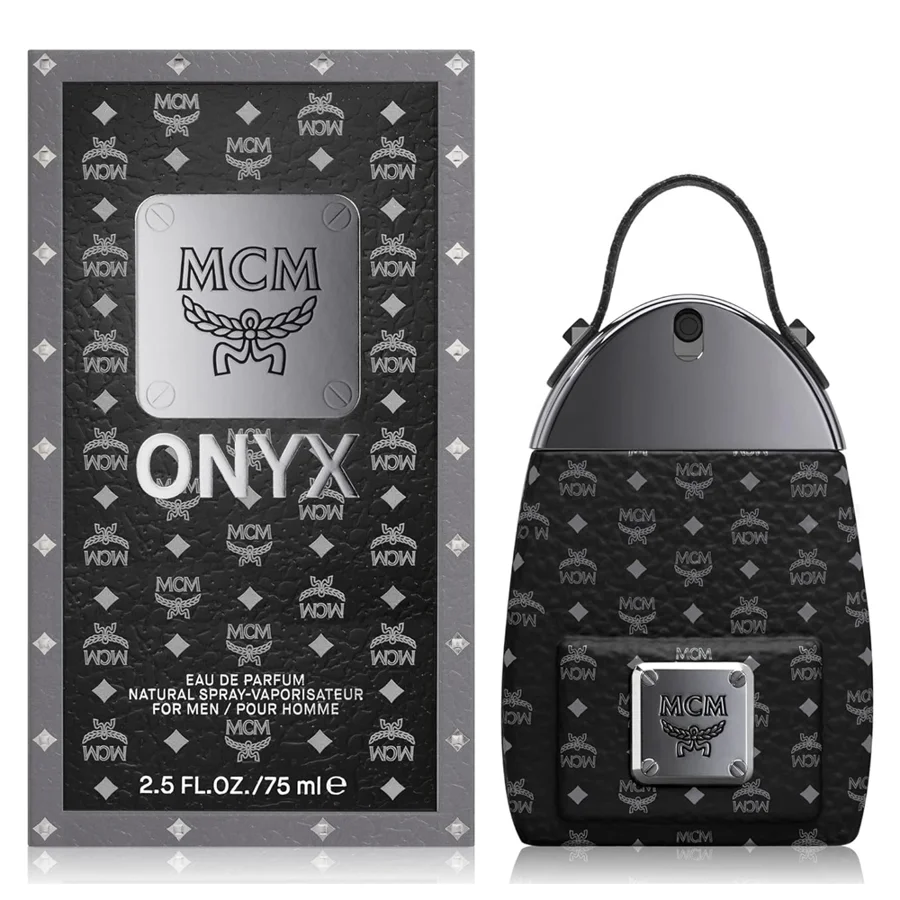 MCM
ONYX
EAU DE PARFUM
NATURAL SPRAY-VAPORISATEUR
FOR MEN / POUR HOMME
2.5 FL.OZ./75 ml ℮
MCM